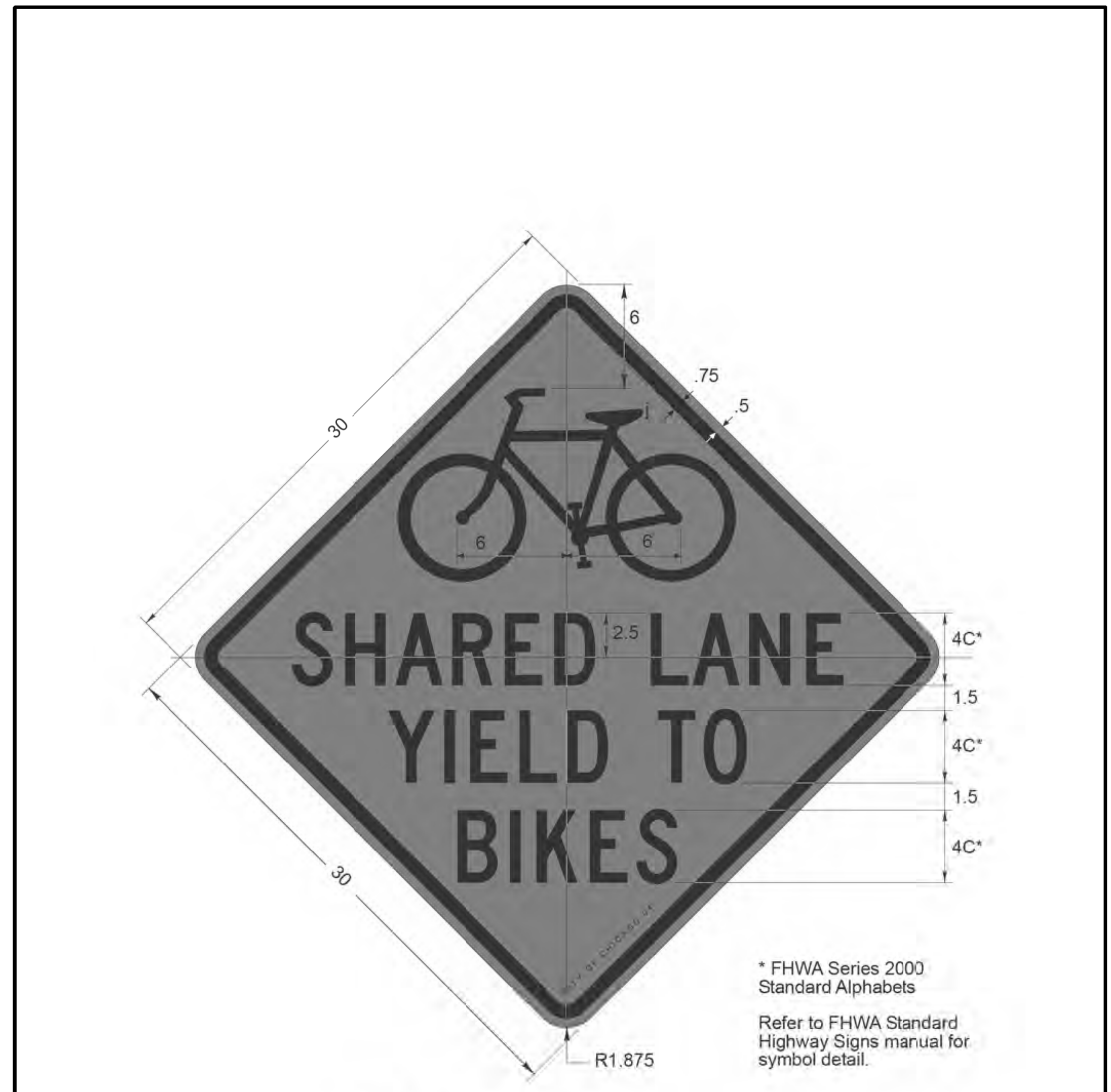 30
6
.75
.5
6
6
SHARED LANE
2.5
4C*
1.5
YIELD TO
4C*
1.5
BIKES
4C*
30
* FHWA Series 2000
Standard Alphabets
Refer to FHWA Standard
Highway Signs manual for
symbol detail.
R1.875
OF CHICAGO